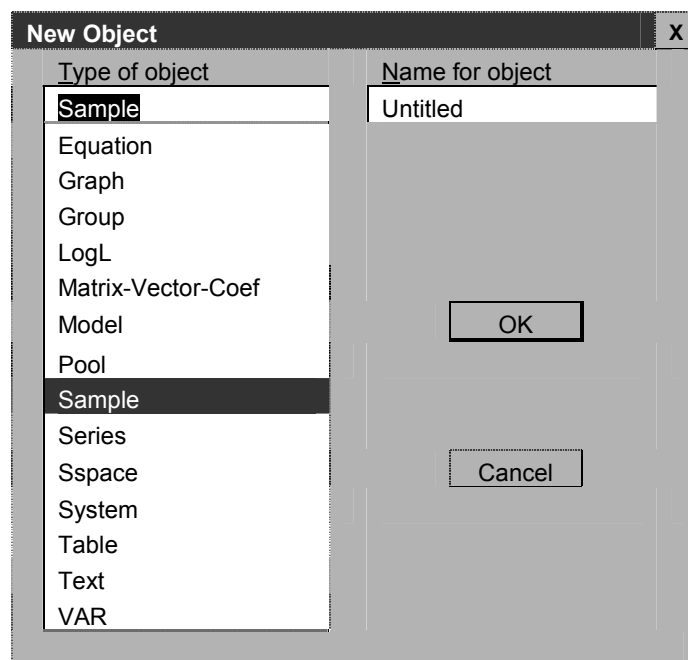 New Object X
Type of object Name for object
Sample Untitled
Equation
Graph
Group
LogL
Matrix-Vector-Coef
Model OK
Pool
Sample
Series
Sspace Cancel
System
Table
Text
VAR